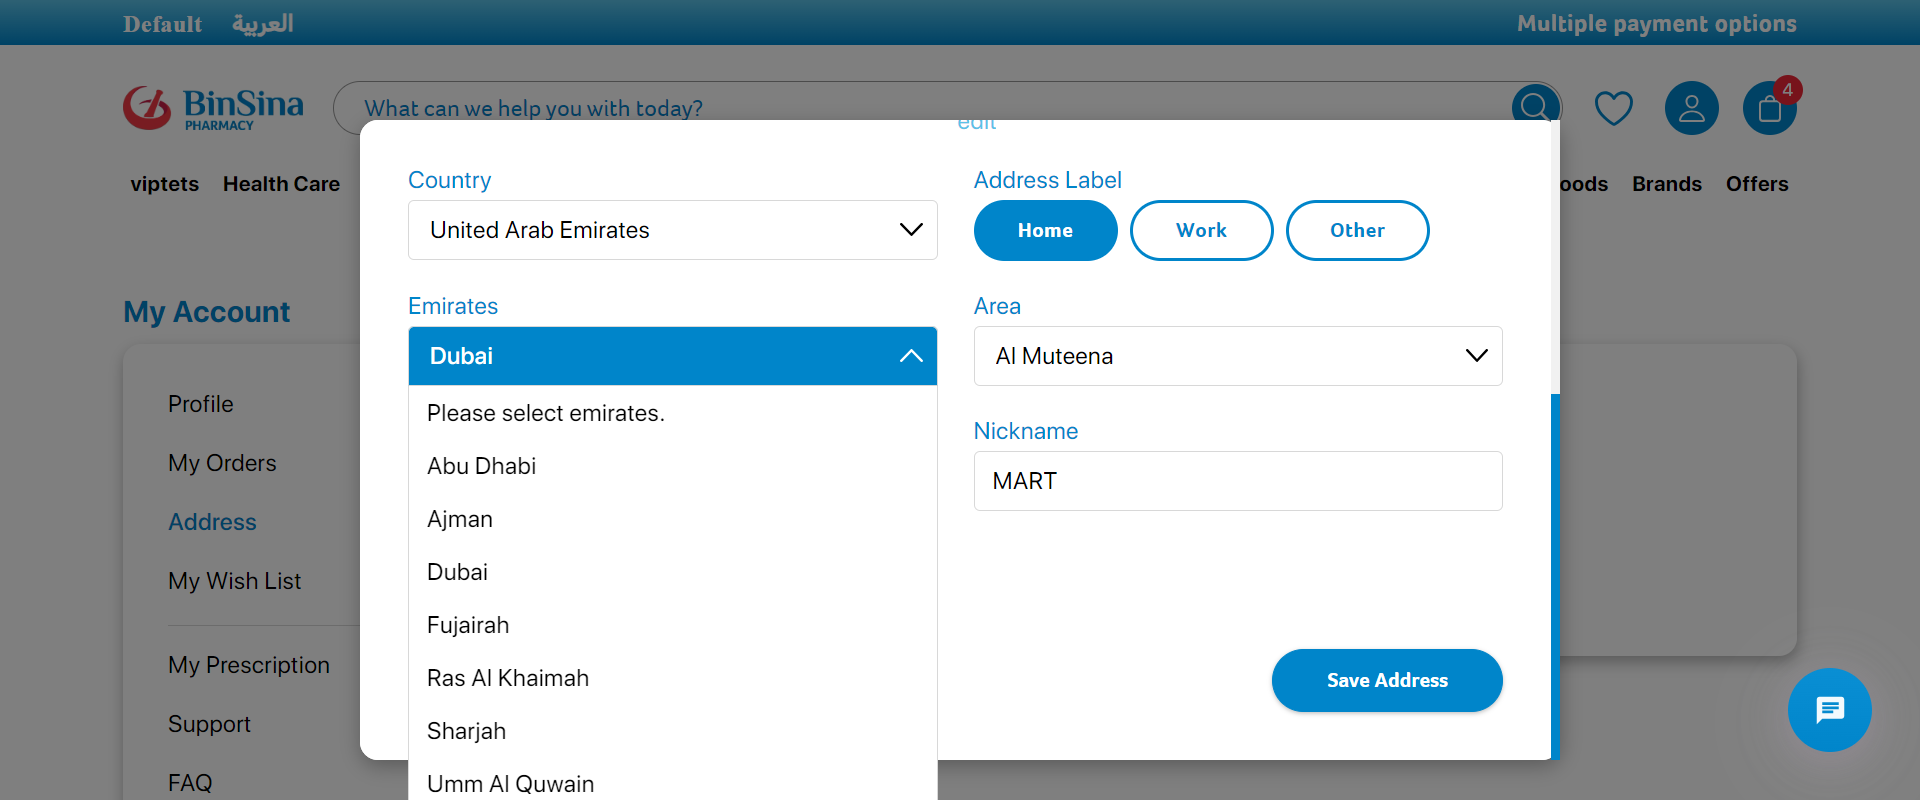 Default العربية Multiple payment options
BinSina
PHARMACY
What can we help you with today?
4
viptets Health Care oods Brands Offers
edit
Country
United Arab Emirates
Address Label
Home Work Other
My Account
Emirates
Dubai
Area
Al Muteena
Please select emirates.
Abu Dhabi
Ajman
Dubai
Fujairah
Ras Al Khaimah
Sharjah
Umm Al Quwain
Nickname
MART
Save Address
Profile
My Orders
Address
My Wish List
My Prescription
Support
FAQ